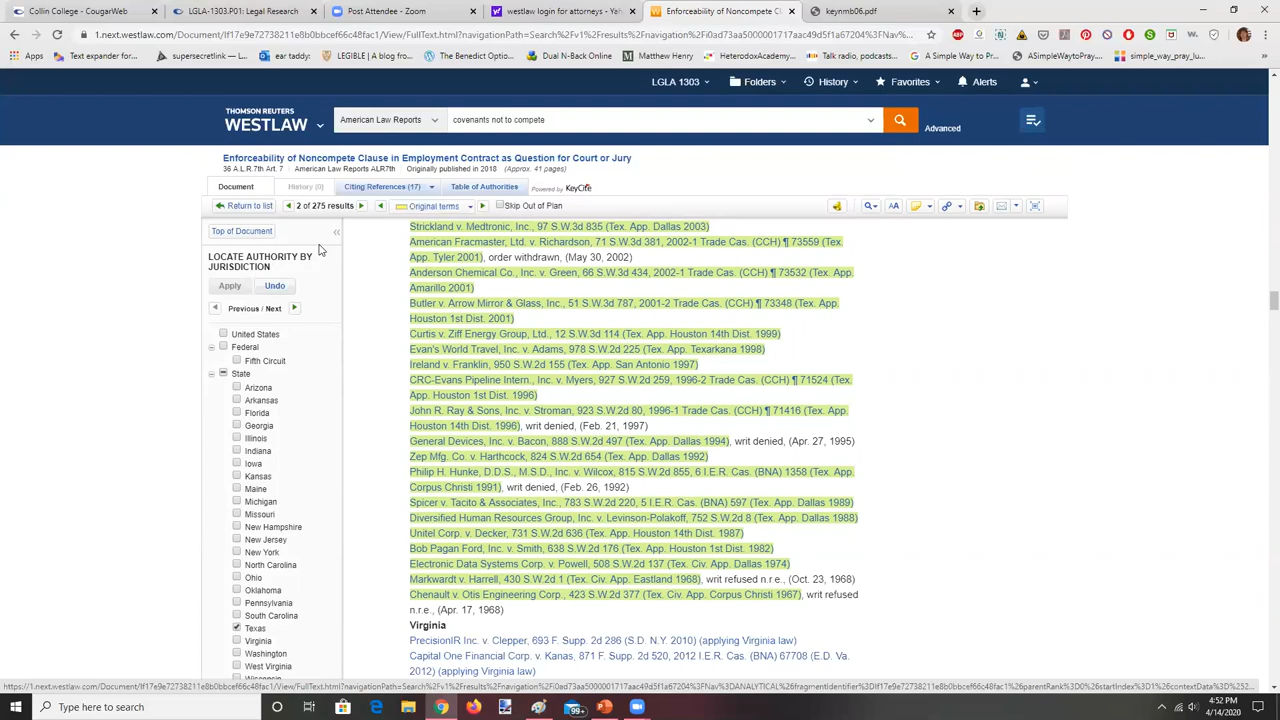 Collin College - Welco
LGLA1303.P01
Post Attendee - Zoom
Enforceability of Noncompete Cl
keynmb06.pdf
1.next.westlaw.com/Document/If17e9e72738211e8b0bbcefd66c48fac1/View/FullText.html?navigationPath=Search%2Fv1%2Fresults%2Fnavigation%2Fi0ad73aa5000001717aac49d5f1a67204%3FNav...
Apps
Text expander for...
supersecretlink — L...
ear taddy:
LEGIBLE | A blog f...
The Benedict Optio...
Dual N-Back Online
Matthew Henry
HeterodoxAcademy...
Talk, radiolawyer,...
A Simple Way to Pr...
simple_way_pray_lu...
LGLA 1303
Folders
History
Favorites
Alerts
THOMSON REUTERS
WESTLAW
American Law Reports
covenants not to compete
Advanced
Enforceability of Noncompete Clause in Employment Contract as Question for Court or Jury
36 A.L.R.7th Art. 7 American Law Reports ALR7th Originally published in 2018 (Approx. 41 pages)
Document
History (0)
Citing References (17)
Table of Authorities
Powered by KeyCite
Return to list
2 of 275 results
Original terms
Skip Out of Plan
AA
Top of Document
LOCATE AUTHORITY BY
JURISDICTION
Apply
Undo
Previous / Next
United States
Federal
Fifth Circuit
State
Arizona
Arkansas
Florida
Georgia
Illinois
Indiana
Iowa
Kansas
Maine
Michigan
Missouri
New Hampshire
New Jersey
New York
North Carolina
Ohio
Oklahoma
Pennsylvania
South Carolina
Texas
Virginia
Washington
West Virginia
Wisconsin
Strickland v. Medtronic, Inc., 97 S.W.3d 835 (Tex. App. Dallas 2003)
American Fracmaster, Ltd. v. Richardson, 71 S.W.3d 381, 2002-1 Trade Cas. (CCH) ¶ 73559 (Tex.
App. Tyler 2001), order withdrawn, (May 30, 2002)
Anderson Chemical Co., Inc. v. Green, 66 S.W.3d 434, 2002-1 Trade Cas. (CCH) ¶ 73532 (Tex. App.
Amarillo 2001)
Butler v. Arrow Mirror & Glass, Inc., 51 S.W.3d 787, 2001-2 Trade Cas. (CCH) ¶ 73348 (Tex. App.
Houston 1st Dist. 2001)
Curtis v. Ziff Energy Group, Ltd., 12 S.W.3d 114 (Tex. App. Houston 14th Dist. 1999)
Evan's World Travel, Inc. v. Adams, 978 S.W.2d 225 (Tex. App. Texarkana 1998)
Ireland v. Franklin, 950 S.W.2d 155 (Tex. App. San Antonio 1997)
CRC-Evans Pipeline Intern., Inc. v. Myers, 927 S.W.2d 259, 1996-2 Trade Cas. (CCH) ¶ 71524 (Tex.
App. Houston 1st Dist. 1996)
John R. Ray & Sons, Inc. v. Stroman, 923 S.W.2d 80, 1996-1 Trade Cas. (CCH) ¶ 71416 (Tex. App.
Houston 14th Dist. 1996), writ denied, (Feb. 21, 1997)
General Devices, Inc. v. Bacon, 888 S.W.2d 497 (Tex. App. Dallas 1994), writ denied, (Apr. 27, 1995)
Zep Mfg. Co. v. Harthcock, 824 S.W.2d 654 (Tex. App. Dallas 1992)
Philip H. Hunke, D.D.S., M.S.D., Inc. v. Wilcox, 815 S.W.2d 855, 6 I.E.R. Cas. (BNA) 1358 (Tex. App.
Corpus Christi 1991), writ denied, (Feb. 26, 1992)
Spicer v. Tacito & Associates, Inc., 783 S.W.2d 220, 5 I.E.R. Cas. (BNA) 597 (Tex. App. Dallas 1989)
Diversified Human Resources Group, Inc. v. Levinson-Polakoff, 752 S.W.2d 8 (Tex. App. Dallas 1988)
Unitel Corp. v. Decker, 731 S.W.2d 636 (Tex. App. Houston 14th Dist. 1987)
Bob Pagan Ford, Inc. v. Smith, 638 S.W.2d 176 (Tex. App. Houston 1st Dist. 1982)
Electronic Data Systems Corp. v. Powell, 508 S.W.2d 137 (Tex. Civ. App. Dallas 1974)
Markwardt v. Harrell, 430 S.W.2d 1 (Tex. Civ. App. Eastland 1968), writ refused n.r.e., (Oct. 23, 1968)
Chenault v. Otis Engineering Corp., 423 S.W.2d 377 (Tex. Civ. App. Corpus Christi 1967), writ refused
n.r.e., (Apr. 17, 1968)
Virginia
PrecisionIR Inc. v. Clepper, 693 F. Supp. 2d 286 (S.D. N.Y. 2010) (applying Virginia law)
Capital One Financial Corp. v. Kanas, 871 F. Supp. 2d 520, 2012 I.E.R. Cas. (BNA) 67708 (E.D. Va.
2012) (applying Virginia law)
Type here to search
99+
4:52 PM
4/14/2020